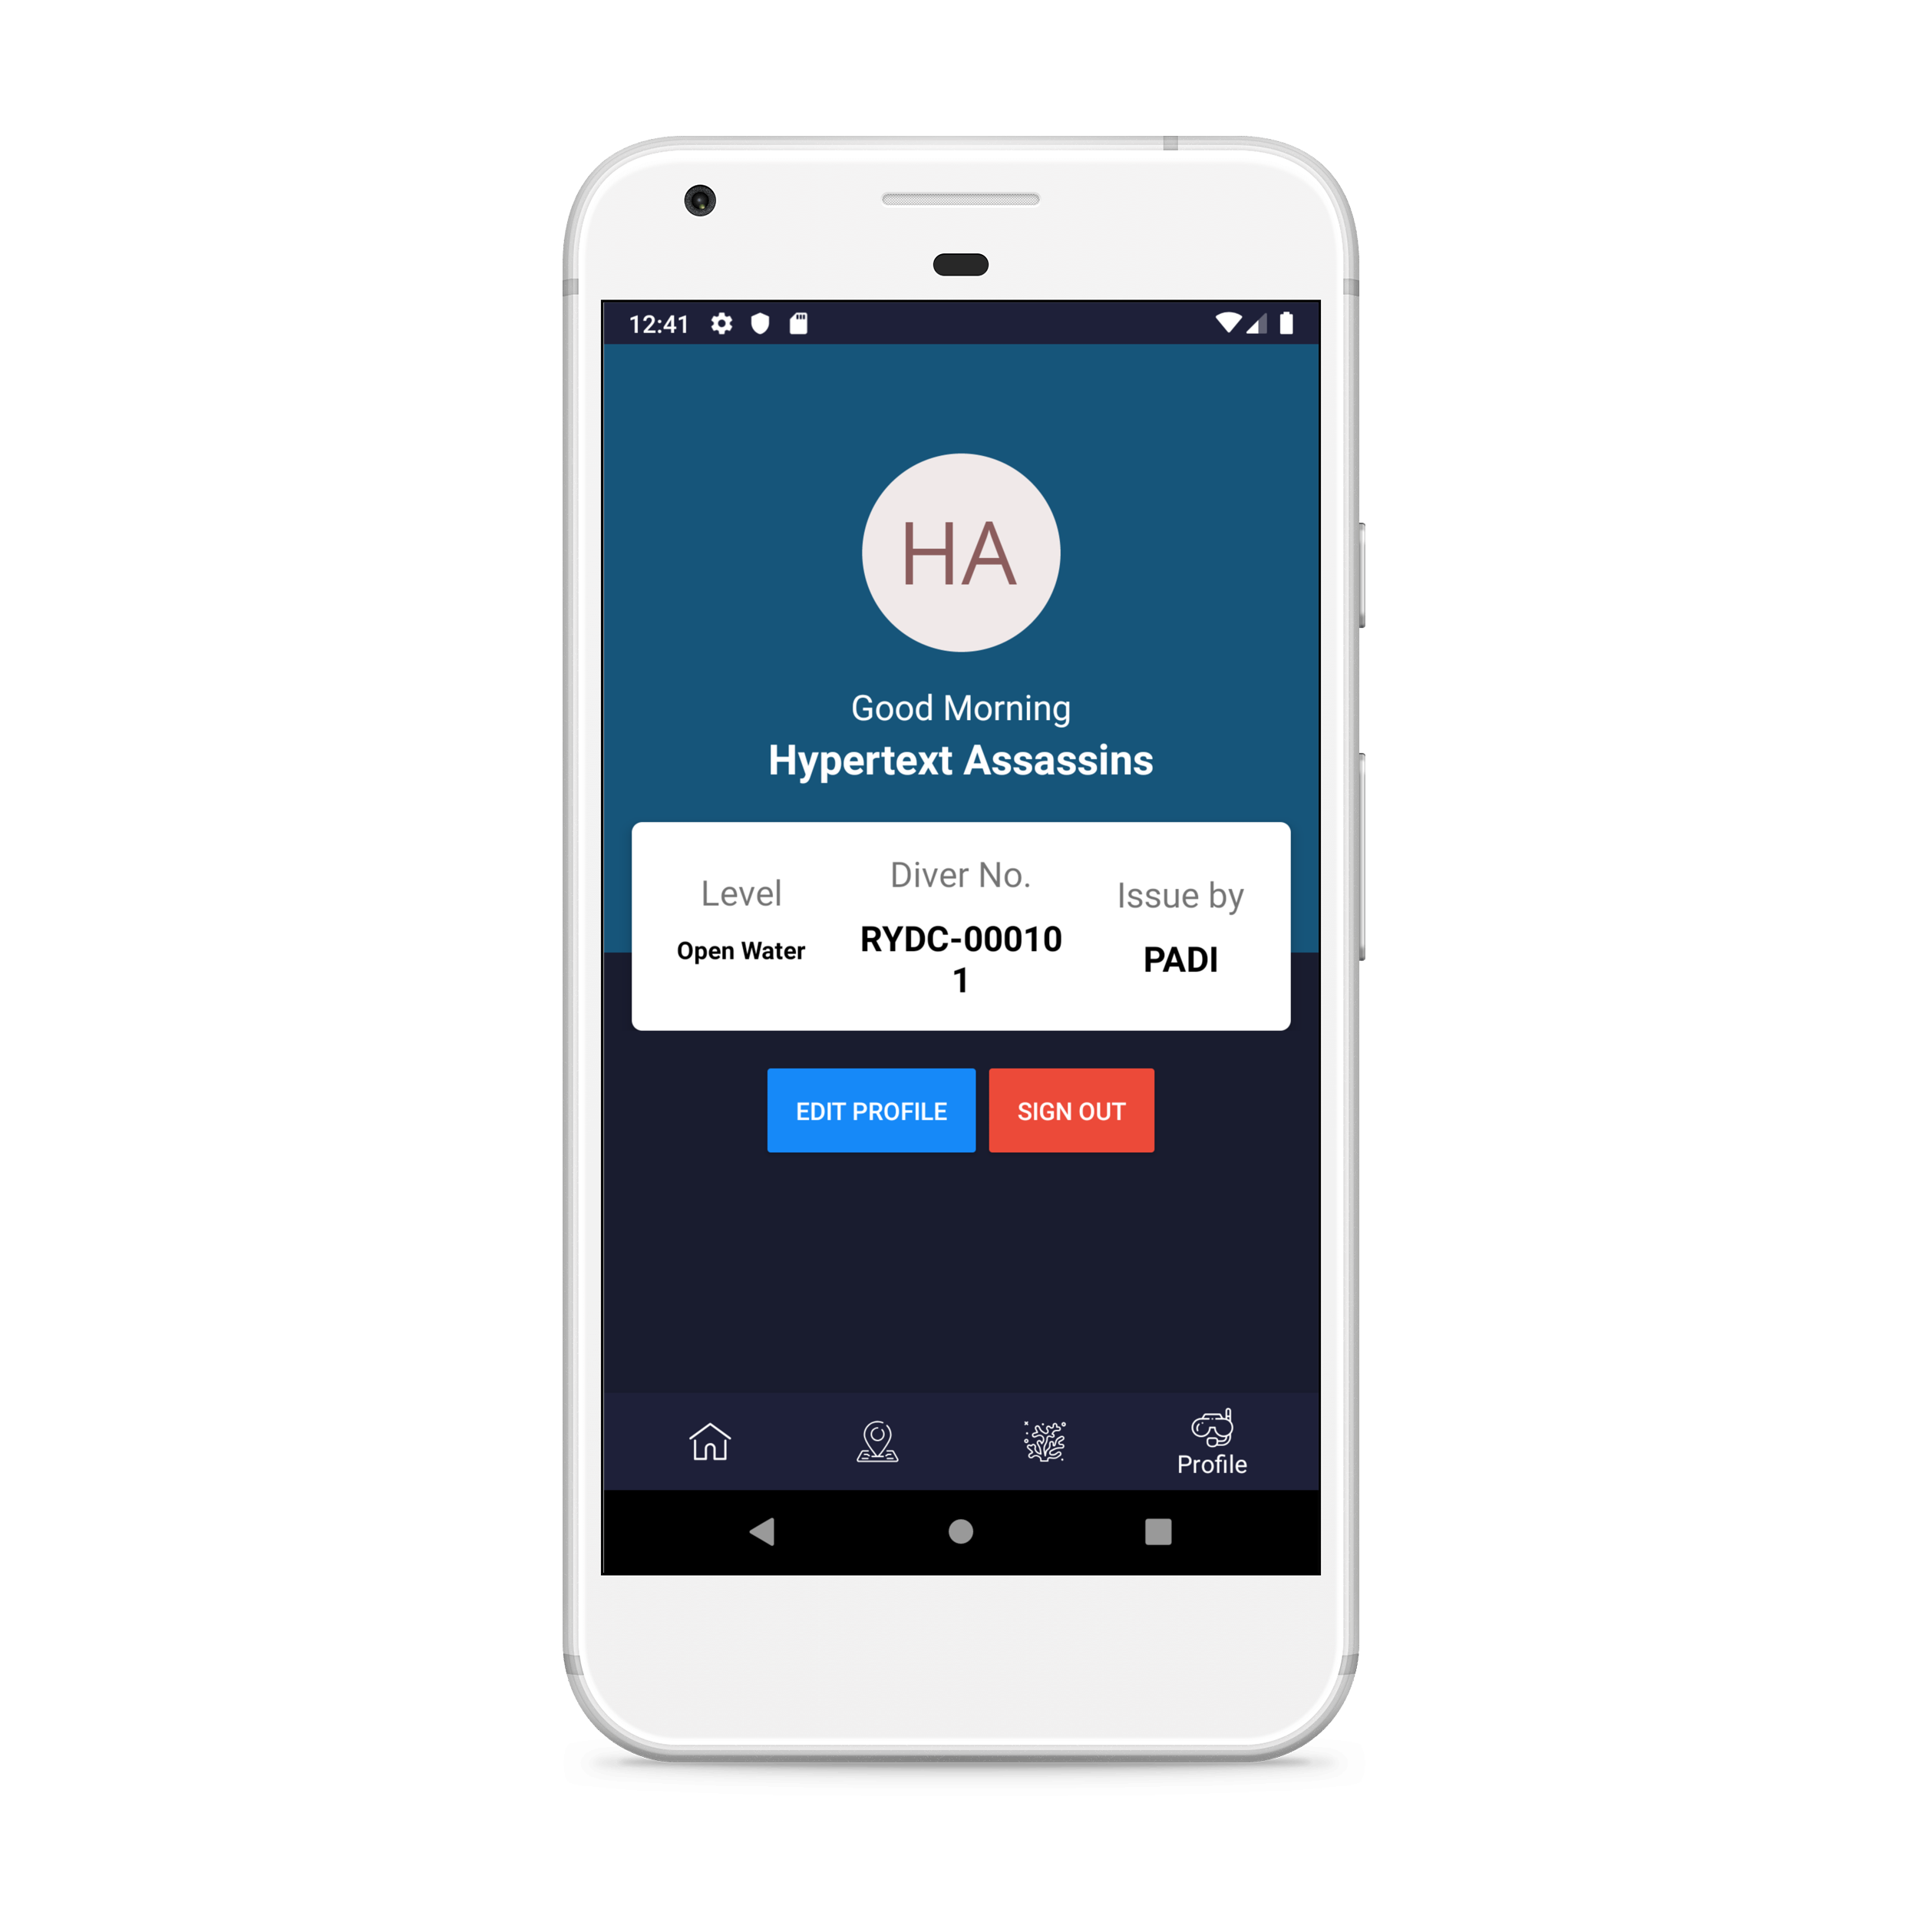 12:41
HA
Good Morning
Hypertext Assassins
Level
Diver No.
Issue by
Open Water
RYDC-00010
1
PADI
EDIT PROFILE
SIGN OUT
Profile